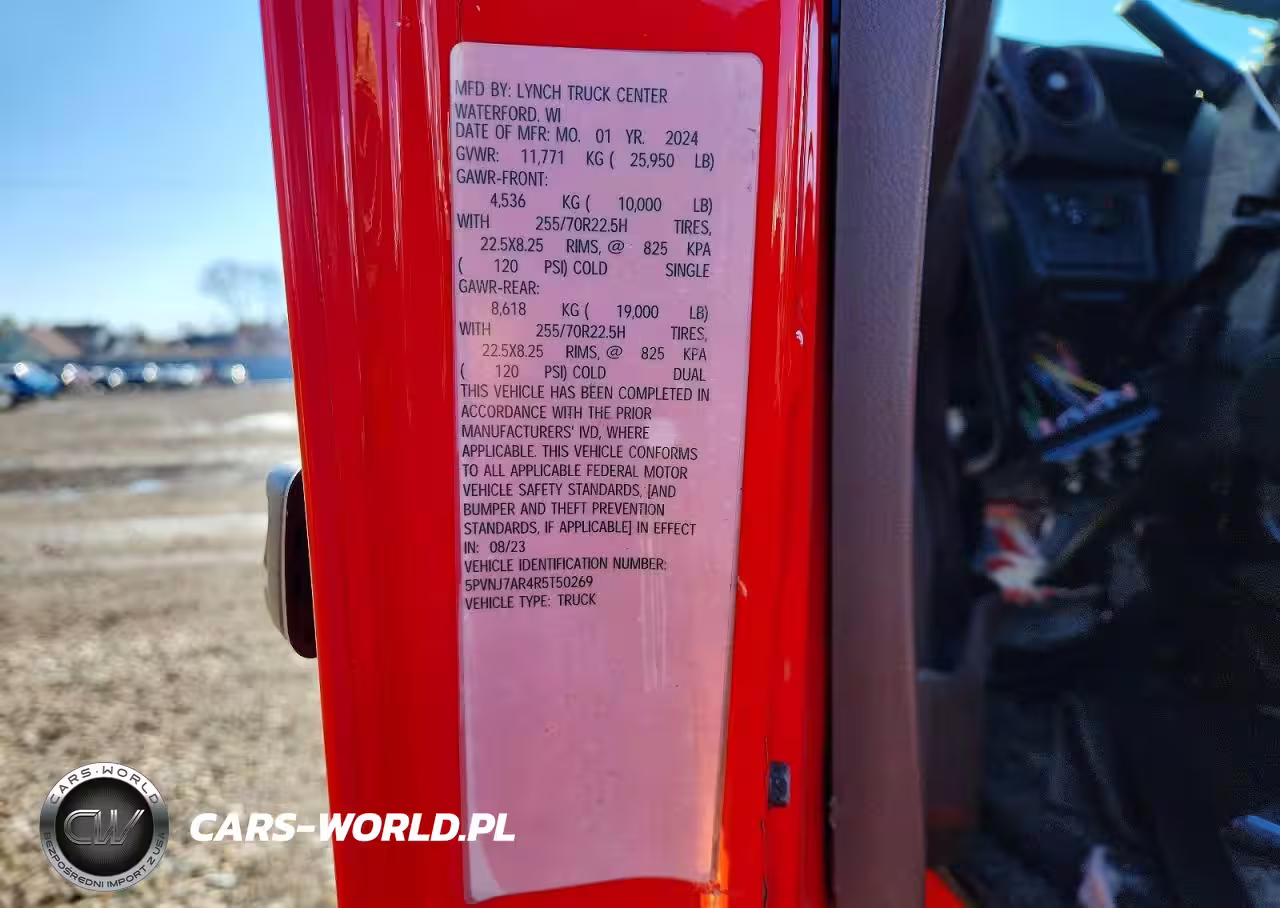 MFD BY: LYNCH TRUCK CENTER
WATERFORD, WI
DATE OF MFR: MO. 01 YR. 2024
GVWR: 11,771 KG ( 25,950 LB)
GAWR-FRONT:
4,536 KG ( 10,000 LB)
WITH 255/70R22.5H TIRES,
22.5X8.25 RIMS, @ 825 KPA
( 120 PSI) COLD SINGLE
GAWR-REAR:
8,618 KG ( 19,000 LB)
WITH 255/70R22.5H TIRES,
22.5X8.25 RIMS, @ 825 KPA
( 120 PSI) COLD DUAL
THIS VEHICLE HAS BEEN COMPLETED IN
ACCORDANCE WITH THE PRIOR
MANUFACTURERS' IVD, WHERE
APPLICABLE. THIS VEHICLE CONFORMS
TO ALL APPLICABLE FEDERAL MOTOR
VEHICLE SAFETY STANDARDS, [AND
BUMPER AND THEFT PREVENTION
STANDARDS, IF APPLICABLE] IN EFFECT
IN: 08/23
VEHICLE IDENTIFICATION NUMBER:
5PVNJ7AR4R5T50269
VEHICLE TYPE: TRUCK
CARS-WORLD
CW
BEZPOŚREDNI IMPORT Z USA
CARS-WORLD.PL